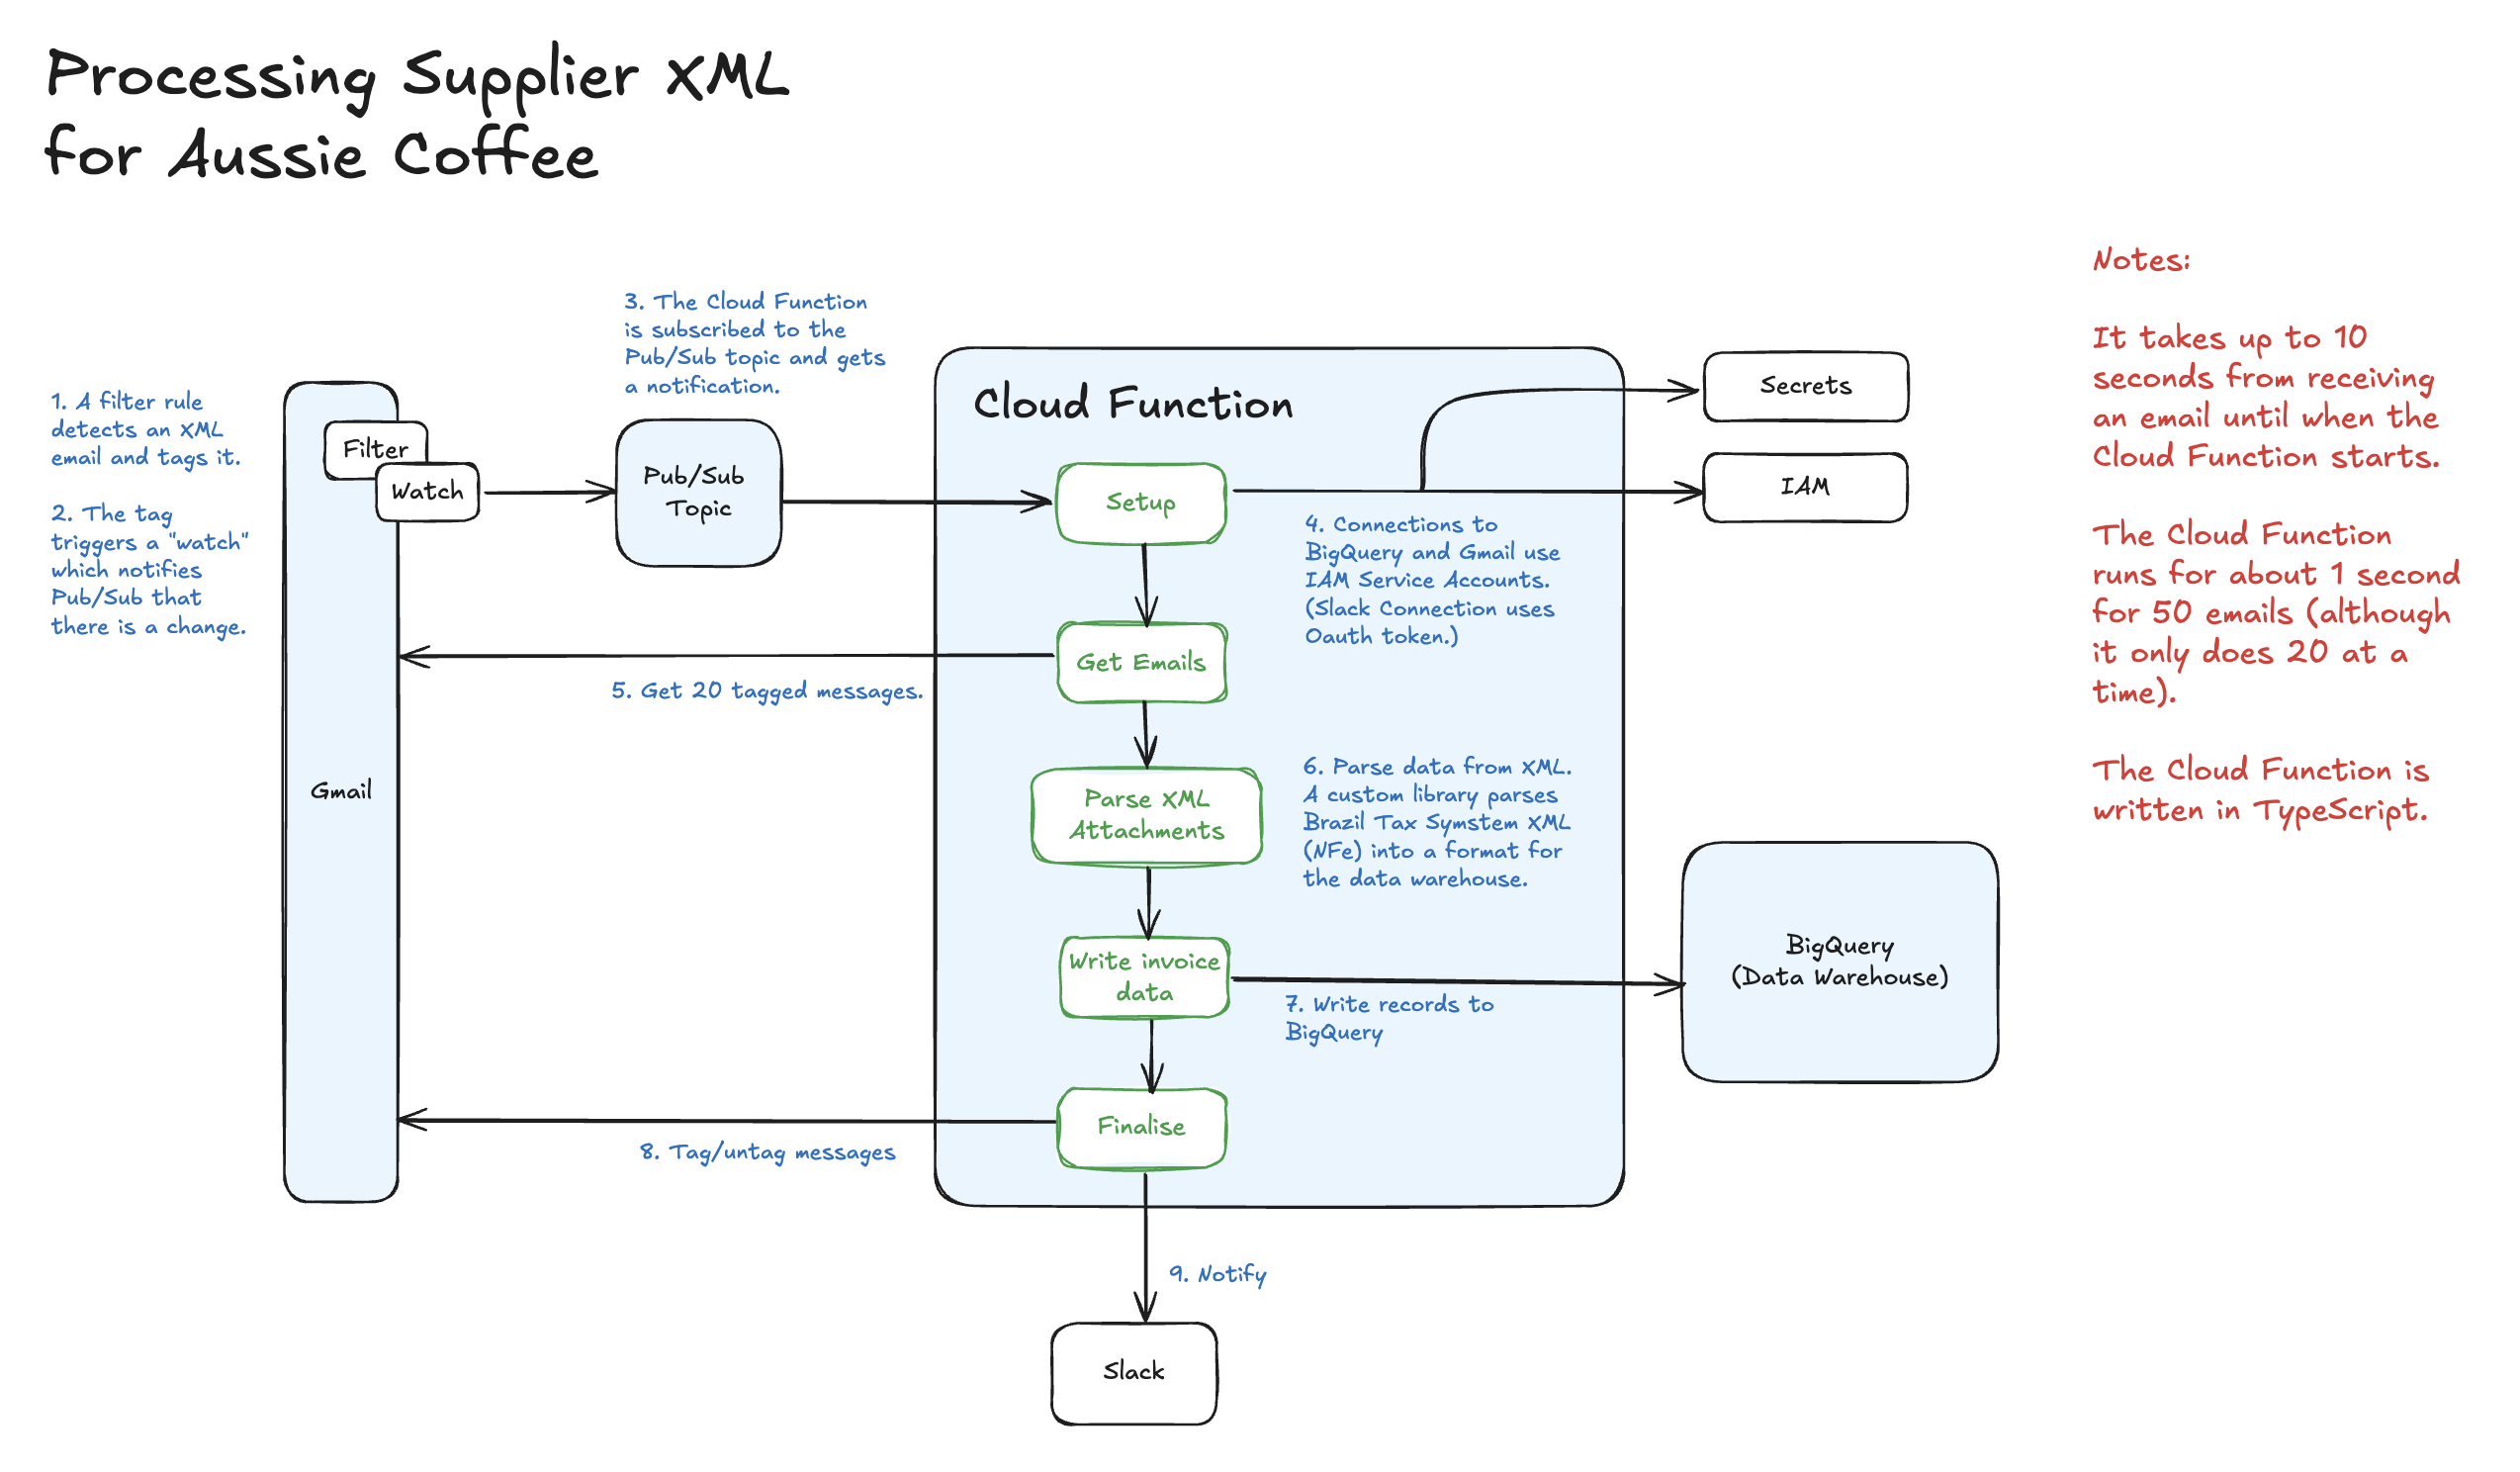 Processing Supplier XML
for Aussie Coffee
1. A filter rule
detects an XML
email and tags it.
2. The tag
triggers a "watch"
which notifies
Pub/Sub that
there is a change.
Gmail
Filter
Watch
3. The Cloud Function
is subscribed to the
Pub/Sub topic and gets
a notification.
Pub/Sub
Topic
Cloud Function
Setup
Secrets
IAM
4. Connections to
BigQuery and Gmail use
IAM Service Accounts.
(Slack Connection uses
Oauth token.)
Get Emails
5. Get 20 tagged messages.
Parse XML
Attachments
6. Parse data from XML.
A custom library parses
Brazil Tax Symstem XML
(NFe) into a format for
the data warehouse.
Write invoice
data
7. Write records to
BigQuery
BigQuery
(Data Warehouse)
Finalise
8. Tag/untag messages
9. Notify
Slack
Notes:
It takes up to 10
seconds from receiving
an email until when the
Cloud Function starts.
The Cloud Function
runs for about 1 second
for 50 emails (although
it only does 20 at a
time).
The Cloud Function is
written in TypeScript.